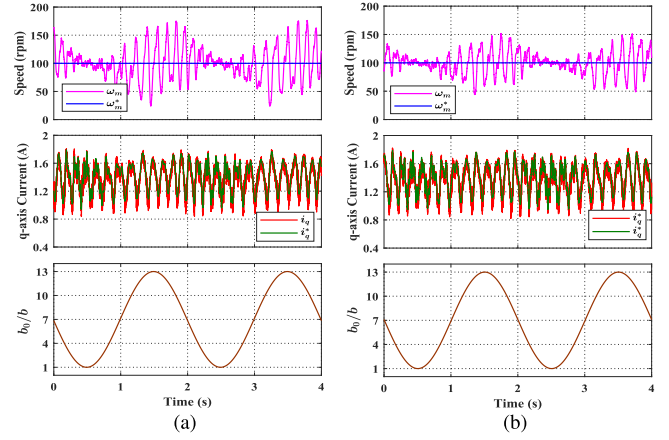 200
150
100
50
0
Speed (rpm)
ω_m
ω_m^*
2
1.6
1.2
0.8
0.4
q-axis Current (A)
i_q
i_q^*
13
10
7
4
1
b_0/b
0 1 2 3 4
Time (s)
(a)
200
150
100
50
0
Speed (rpm)
ω_m
ω_m^*
2
1.6
1.2
0.8
0.4
q-axis Current (A)
i_q
i_q^*
13
10
7
4
1
b_0/b
0 1 2 3 4
Time (s)
(b)